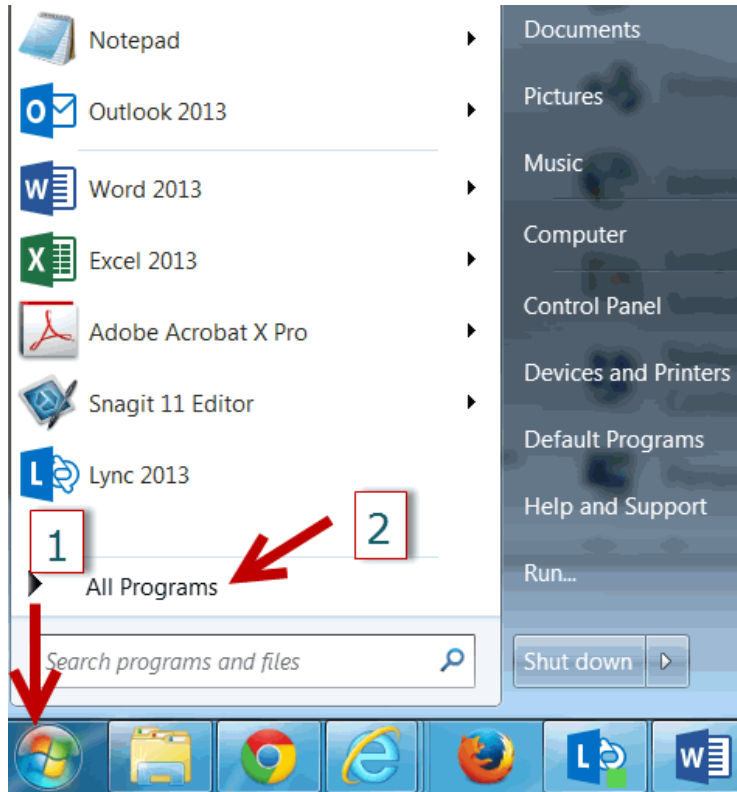 Notepad
Outlook 2013
Word 2013
Excel 2013
Adobe Acrobat X Pro
Snagit 11 Editor
Lync 2013
1
2
All Programs
Search programs and files
Documents
Pictures
Music
Computer
Control Panel
Devices and Printers
Default Programs
Help and Support
Run...
Shut down